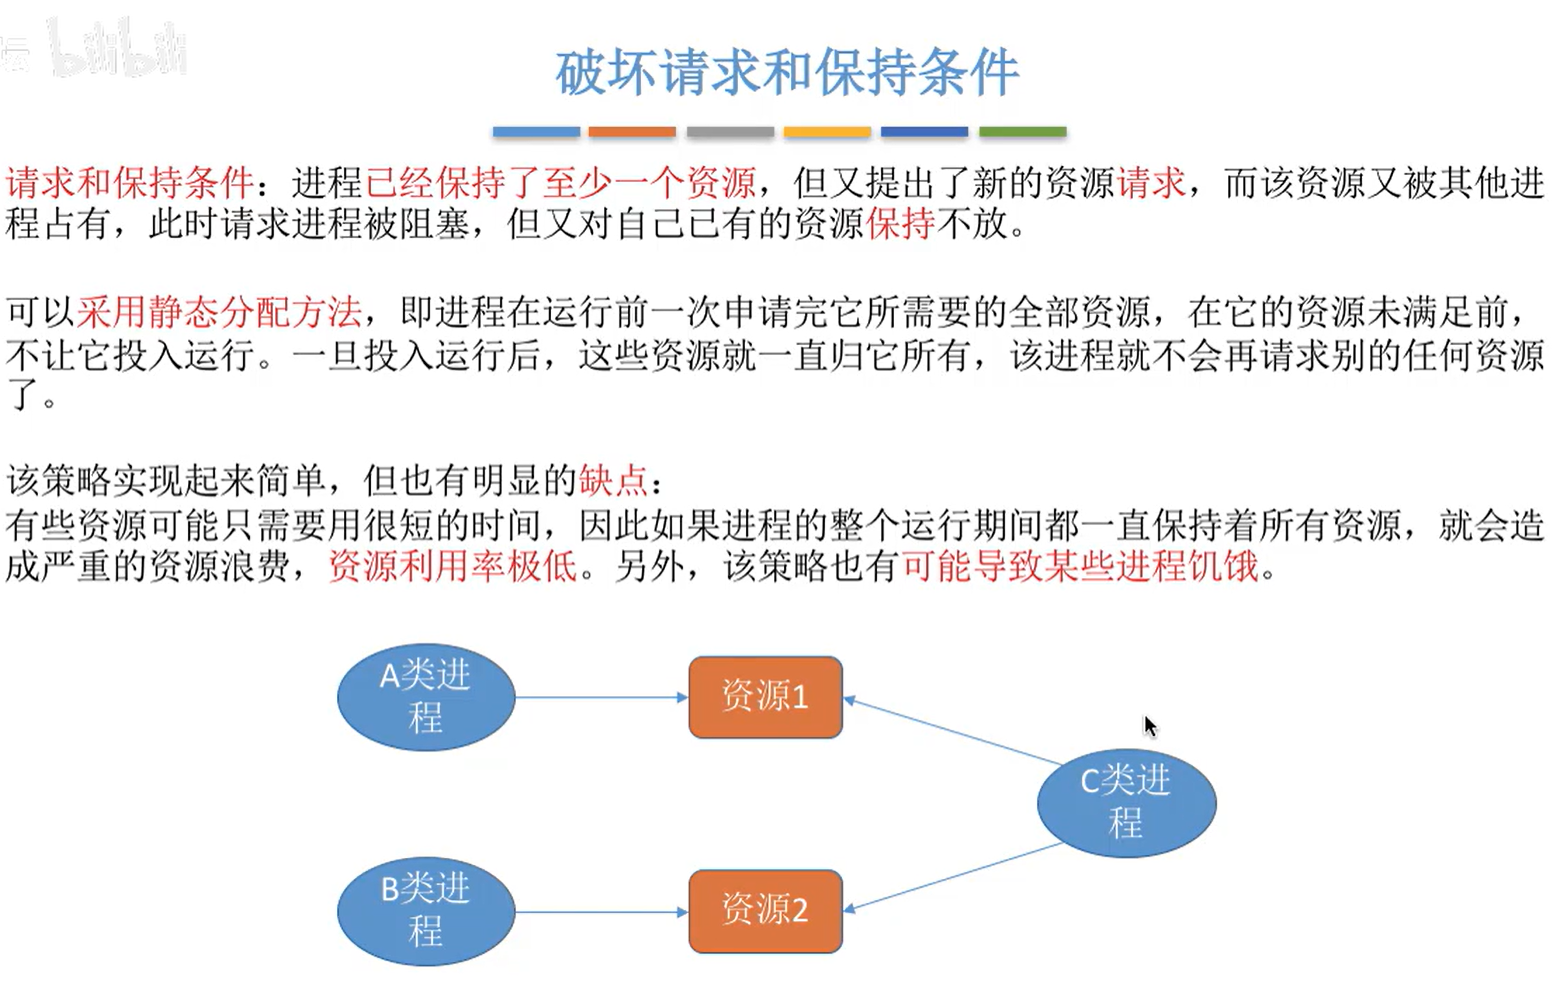 坛 bilibili
破坏请求和保持条件
请求和保持条件：进程已经保持了至少一个资源，但又提出了新的资源请求，而该资源又被其他进
程占有，此时请求进程被阻塞，但又对自己已有的资源保持不放。
可以采用静态分配方法，即进程在运行前一次申请完它所需要的全部资源，在它的资源未满足前，
不让它投入运行。一旦投入运行后，这些资源就一直归它所有，该进程就不会再请求别的任何资源
了。
该策略实现起来简单，但也有明显的缺点：
有些资源可能只需要用很短的时间，因此如果进程的整个运行期间都一直保持着所有资源，就会造
成严重的资源浪费，资源利用率极低。另外，该策略也有可能导致某些进程饥饿。
A类进
程
资源1
C类进
程
B类进
程
资源2